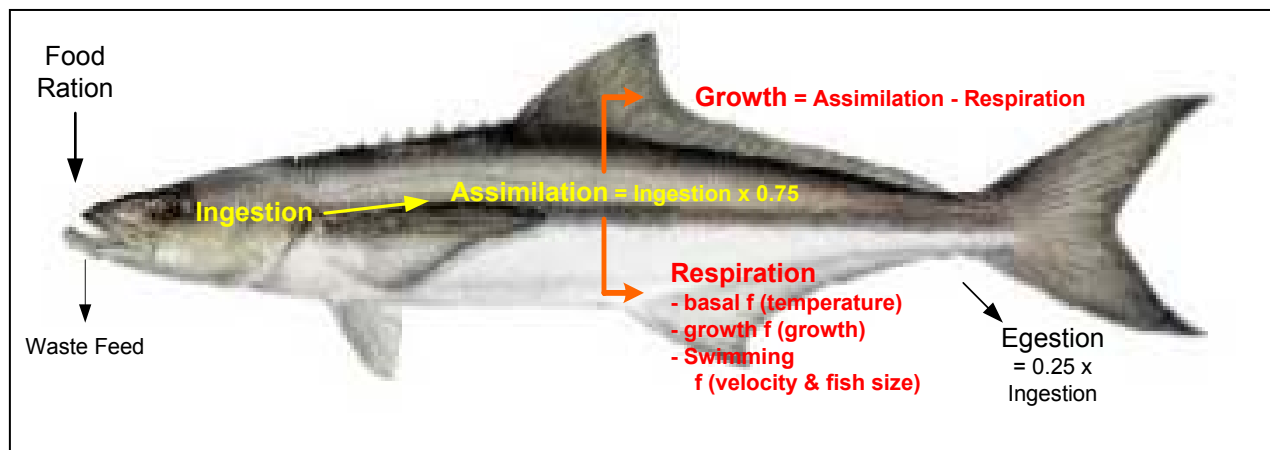 Food
Ration
Growth = Assimilation - Respiration
Assimilation = Ingestion x 0.75
Ingestion
Respiration
- basal f (temperature)
- growth f (growth)
- Swimming
f (velocity & fish size)
Waste Feed
Egestion
= 0.25 x
Ingestion